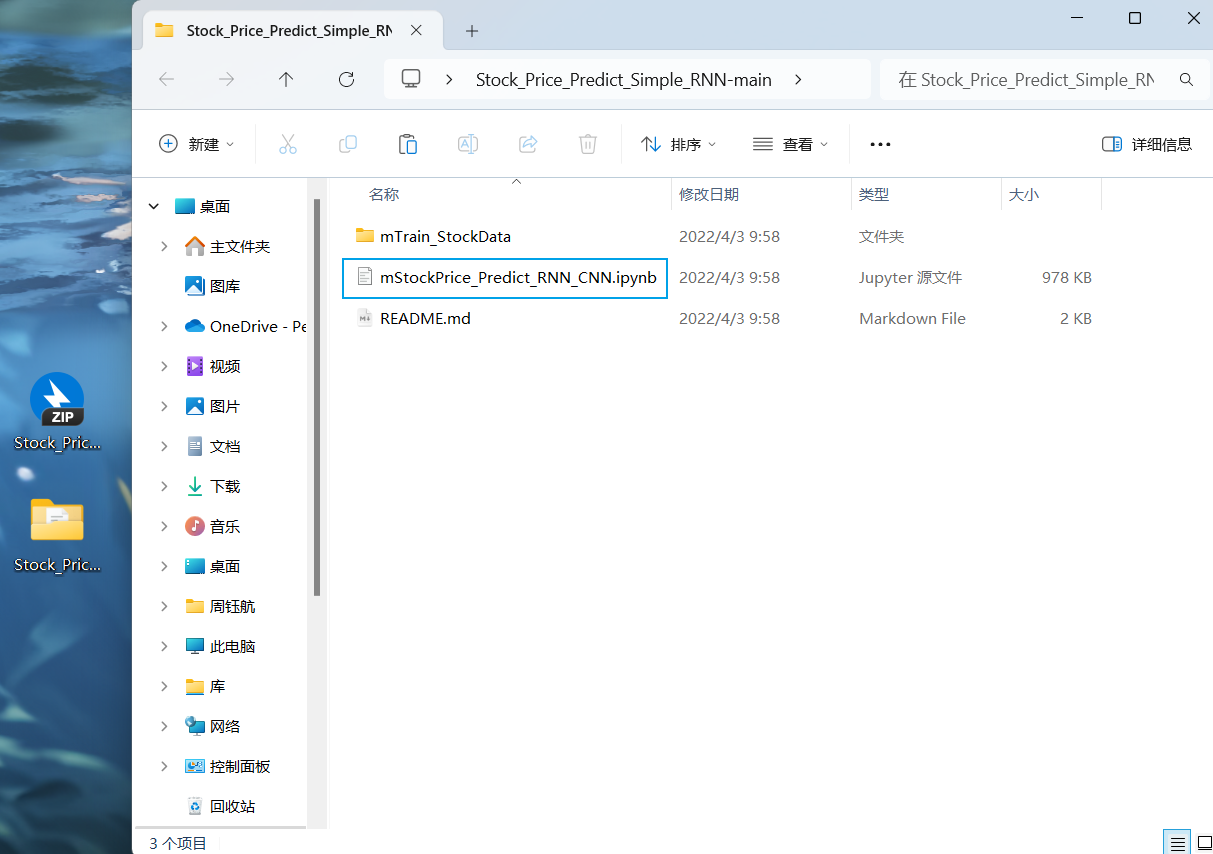 Stock_Price_Predict_Simple_RN
Stock_Price_Predict_Simple_RNN-main
在 Stock_Price_Predict_Simple_RN
新建
排序
查看
详细信息
名称
修改日期
类型
大小
mTrain_StockData
2022/4/3 9:58
文件夹
mStockPrice_Predict_RNN_CNN.ipynb
2022/4/3 9:58
Jupyter 源文件
978 KB
README.md
2022/4/3 9:58
Markdown File
2 KB
桌面
主文件夹
图库
OneDrive - Pe
视频
图片
文档
下载
音乐
桌面
周钰航
此电脑
库
网络
控制面板
回收站
3 个项目
ZIP
Stock_Pric...
Stock_Pric...